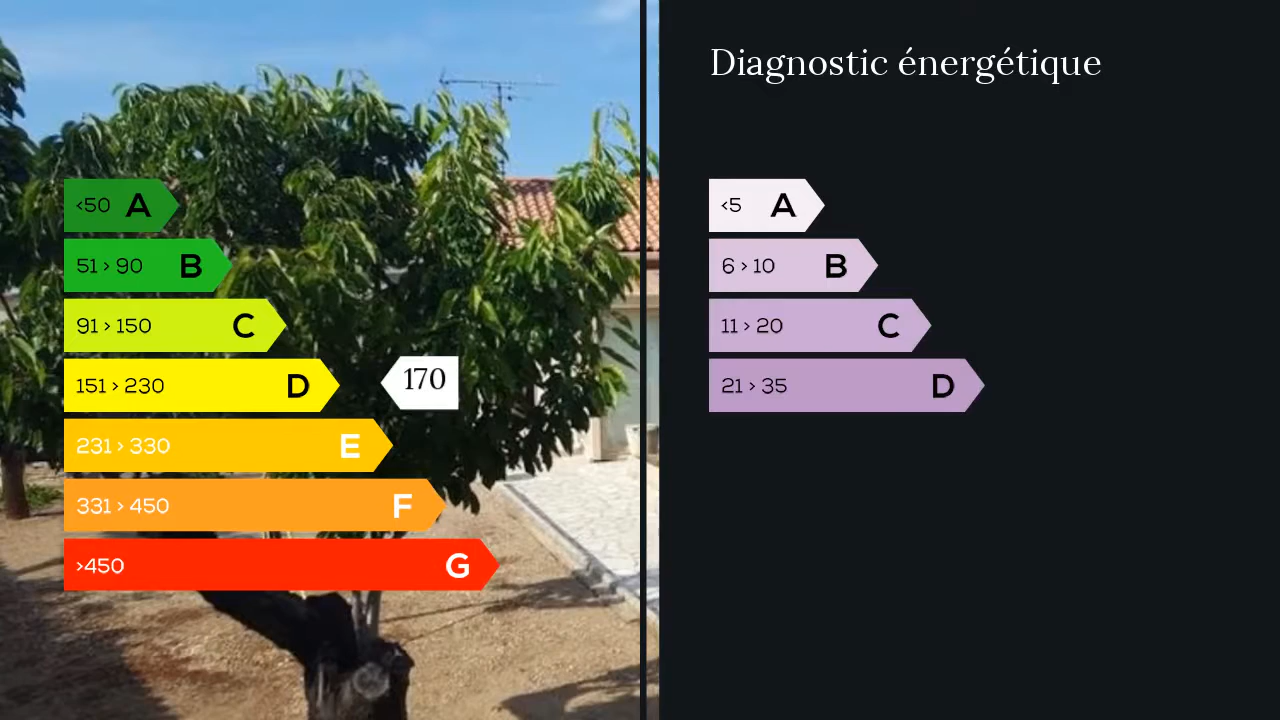 Diagnostic énergétique
<50 A
51 > 90 B
91 > 150 C
151 > 230 D
170
231 > 330 E
331 > 450 F
>450 G
<5 A
6 > 10 B
11 > 20 C
21 > 35 D